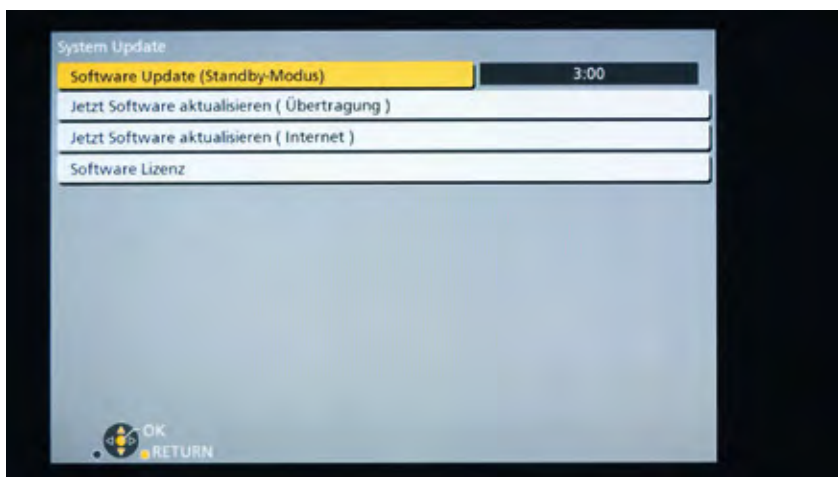 System Update
Software Update (Standby-Modus) 3:00
Jetzt Software aktualisieren ( Übertragung )
Jetzt Software aktualisieren ( Internet )
Software Lizenz
OK
RETURN